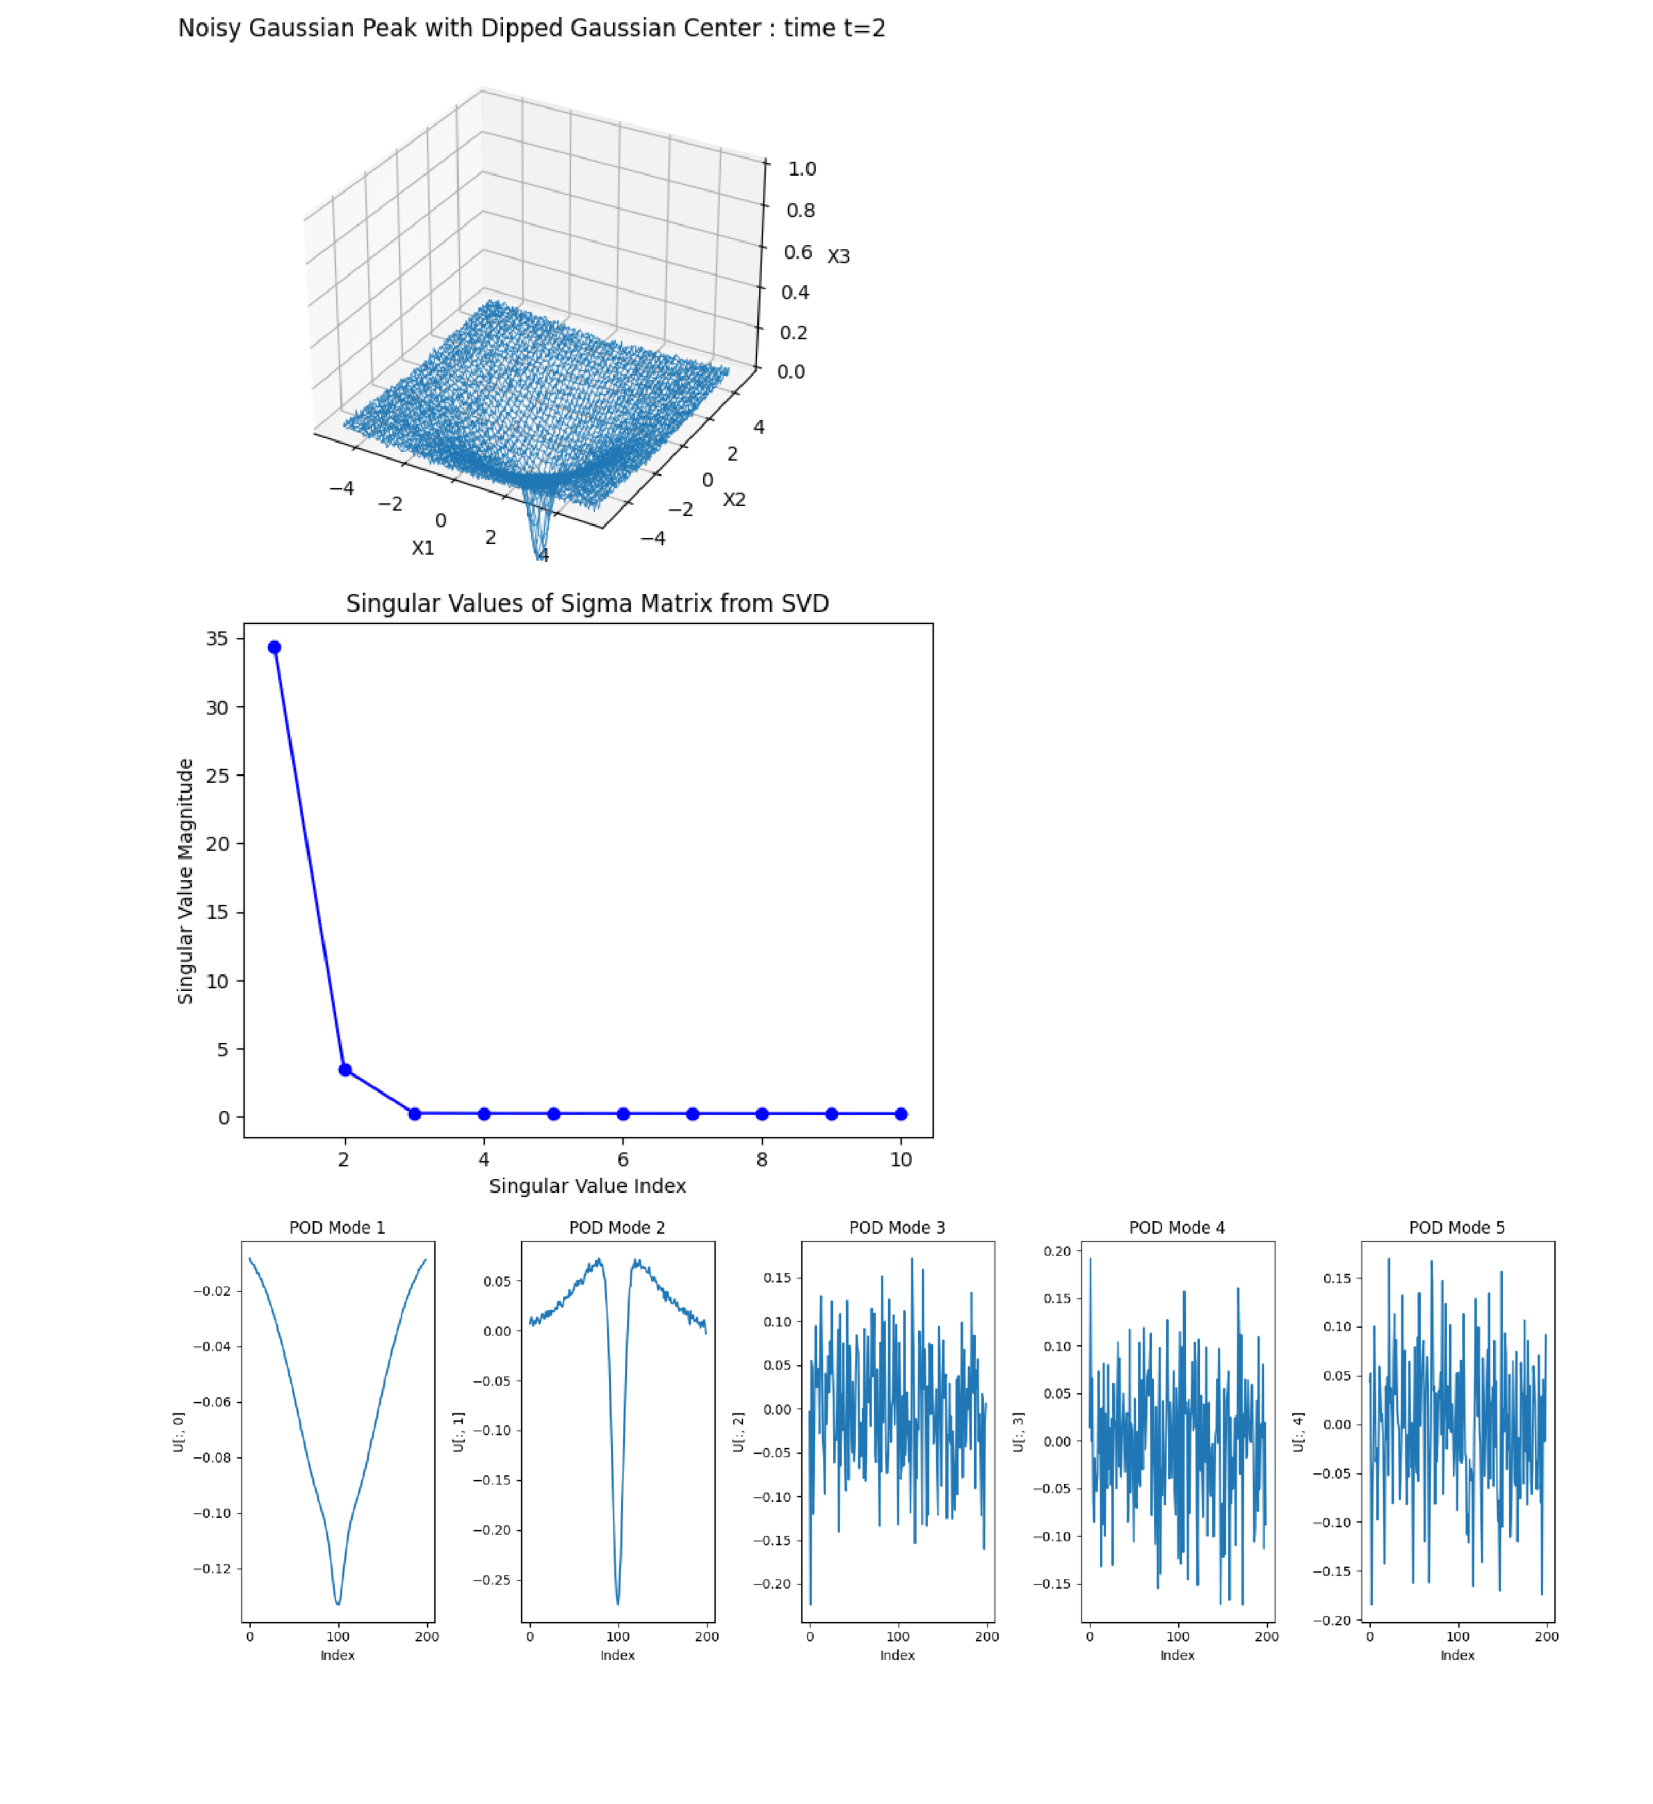 Noisy Gaussian Peak with Dipped Gaussian Center : time t=2
1.0
0.8
0.6
X3
0.4
0.2
0.0
4
2
0
X2
−2
−4
−4
−2
0
X1
2
4
Singular Values of Sigma Matrix from SVD
35
30
25
20
15
10
5
0
Singular Value Magnitude
2 4 6 8 10
Singular Value Index
POD Mode 1
−0.02
−0.04
−0.06
−0.08
−0.10
−0.12
U[:, 0]
0 100 200
Index
POD Mode 2
0.05
0.00
−0.05
−0.10
−0.15
−0.20
−0.25
U[:, 1]
0 100 200
Index
POD Mode 3
0.15
0.10
0.05
0.00
−0.05
−0.10
−0.15
−0.20
U[:, 2]
0 100 200
Index
POD Mode 4
0.20
0.15
0.10
0.05
0.00
−0.05
−0.10
−0.15
U[:, 3]
0 100 200
Index
POD Mode 5
0.15
0.10
0.05
0.00
−0.05
−0.10
−0.15
−0.20
U[:, 4]
0 100 200
Index